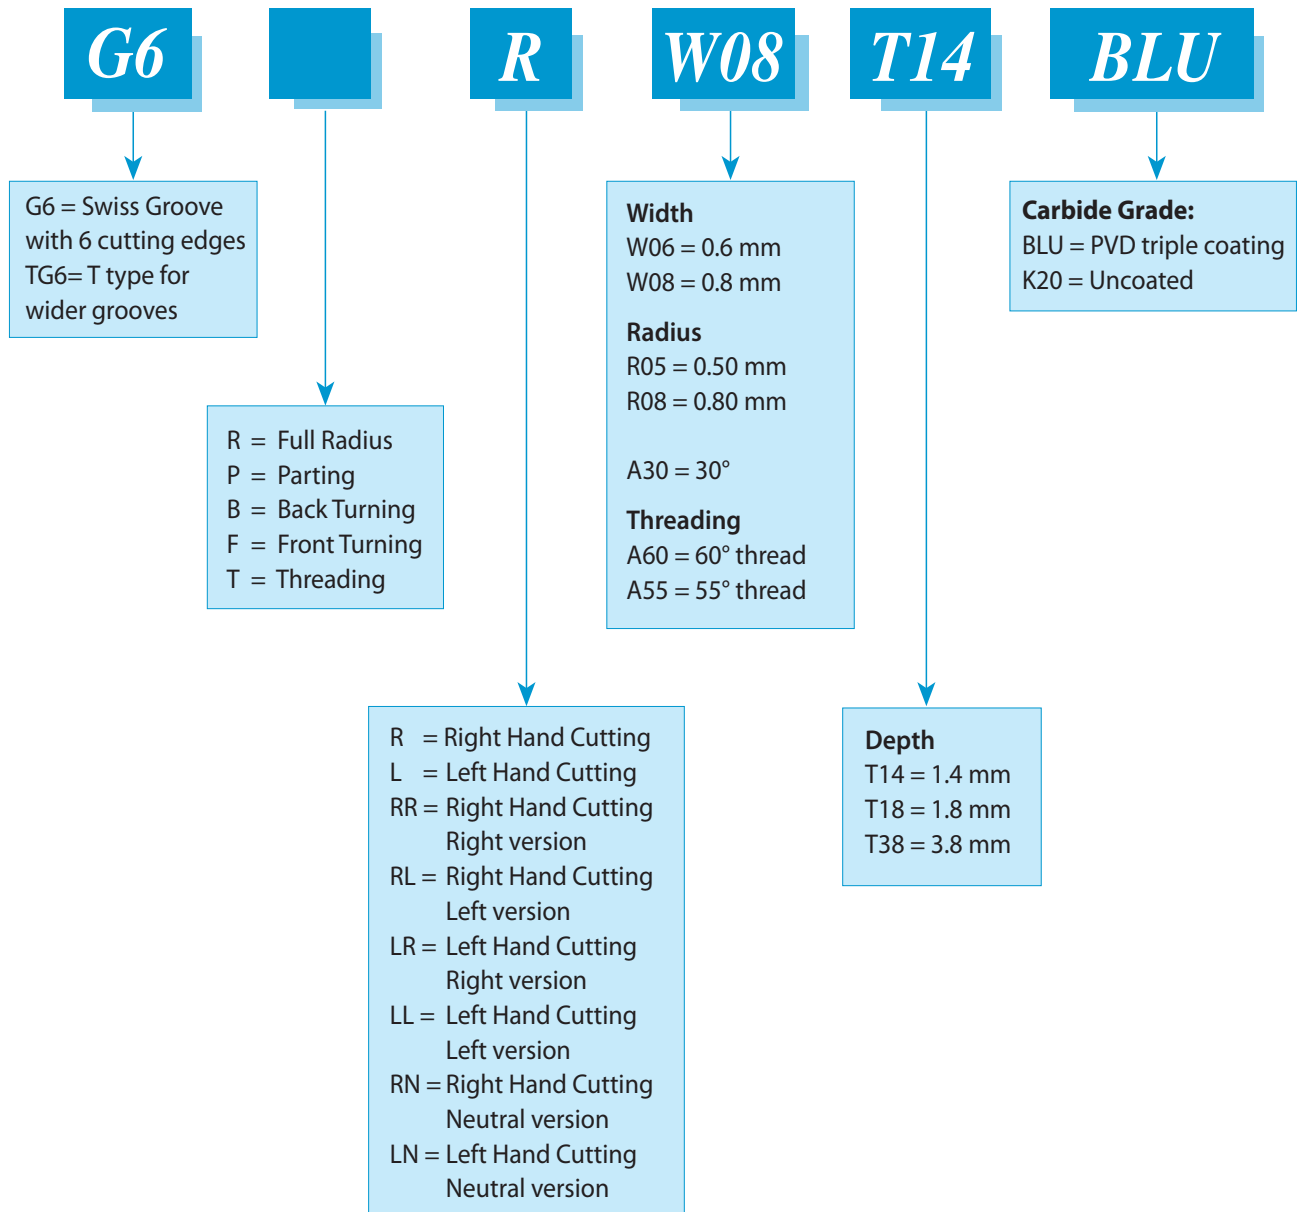 G6
R
W08
T14
BLU
G6 = Swiss Groove
with 6 cutting edges
TG6= T type for
wider grooves
R = Full Radius
P = Parting
B = Back Turning
F = Front Turning
T = Threading
R = Right Hand Cutting
L = Left Hand Cutting
RR = Right Hand Cutting
Right version
RL = Right Hand Cutting
Left version
LR = Left Hand Cutting
Right version
LL = Left Hand Cutting
Left version
RN = Right Hand Cutting
Neutral version
LN = Left Hand Cutting
Neutral version
Width
W06 = 0.6 mm
W08 = 0.8 mm
Radius
R05 = 0.50 mm
R08 = 0.80 mm
A30 = 30°
Threading
A60 = 60° thread
A55 = 55° thread
Depth
T14 = 1.4 mm
T18 = 1.8 mm
T38 = 3.8 mm
Carbide Grade:
BLU = PVD triple coating
K20 = Uncoated